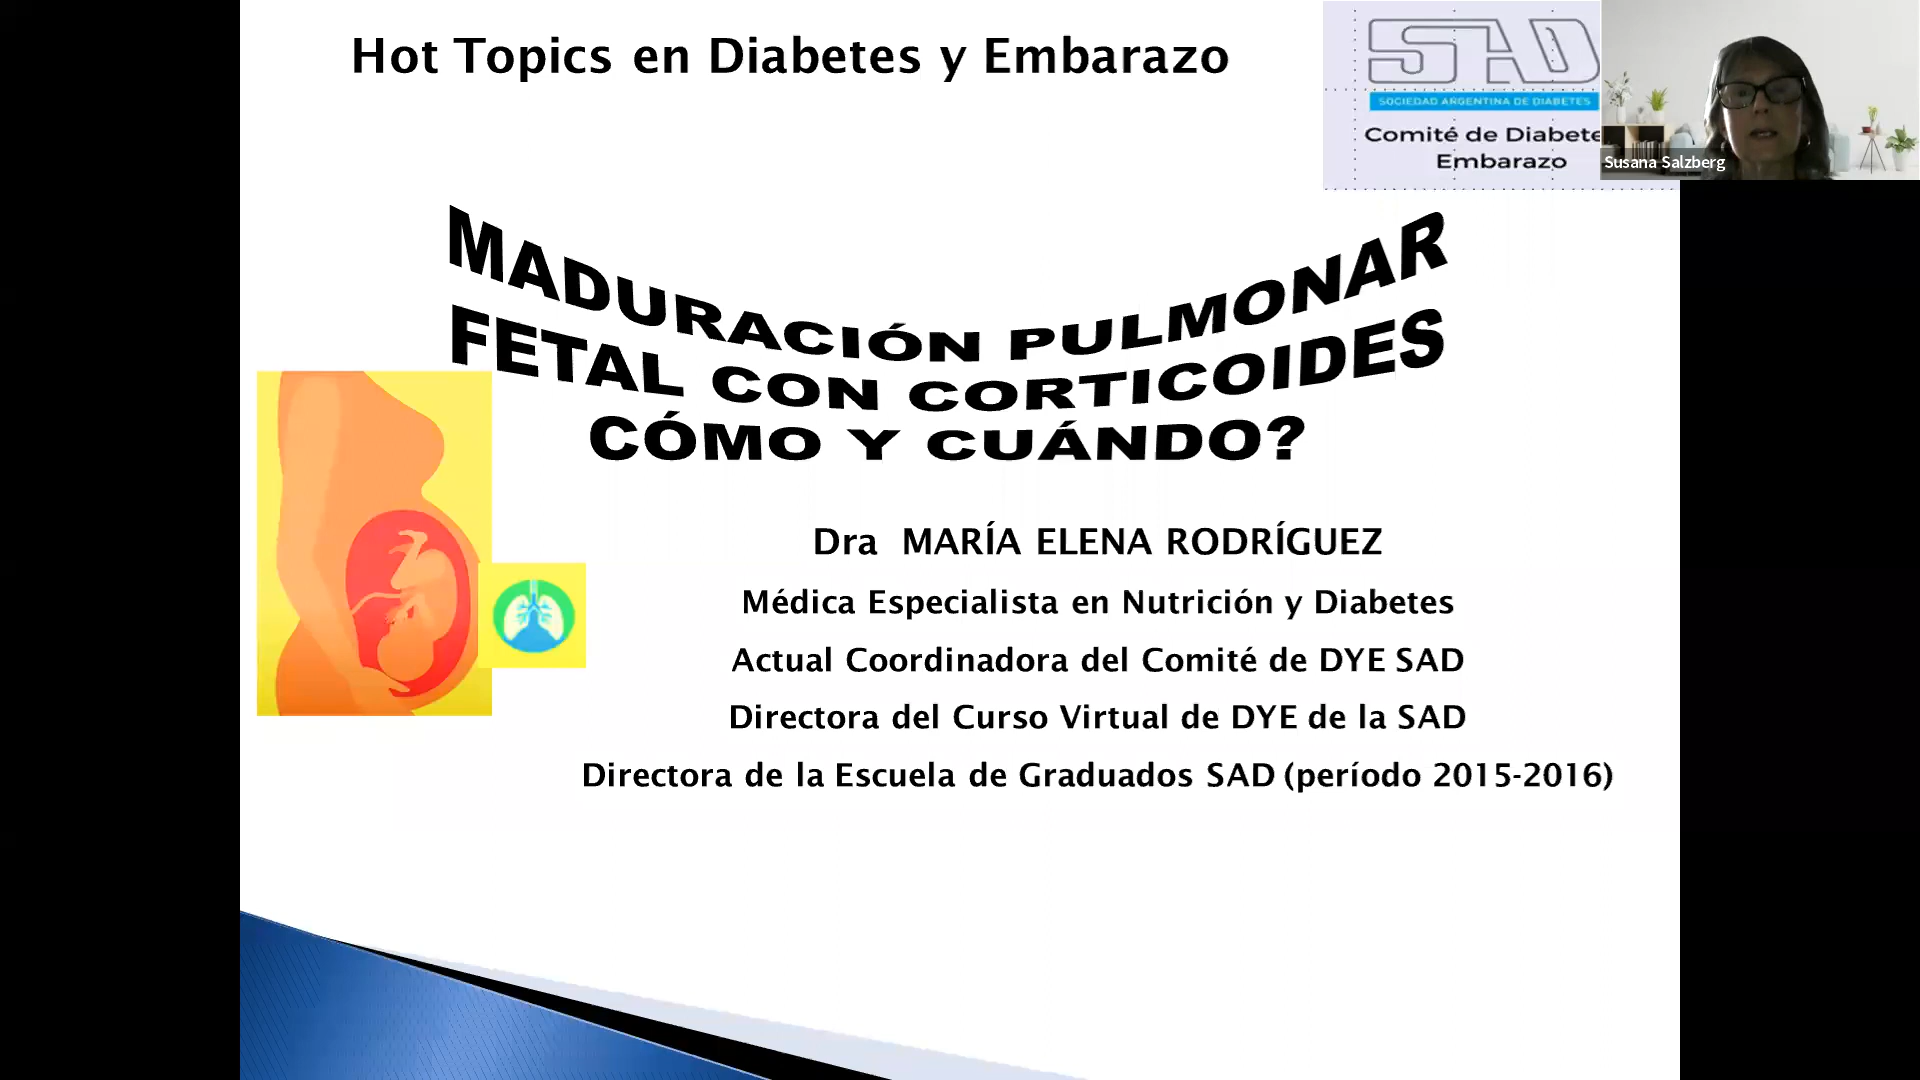 Hot Topics en Diabetes y Embarazo
SAD
SOCIEDAD ARGENTINA DE DIABETES
Comité de Diabete
Embarazo
Susana Salzberg
MADURACIÓN PULMONAR
FETAL CON CORTICOIDES
CÓMO Y CUÁNDO?
Dra MARÍA ELENA RODRÍGUEZ
Médica Especialista en Nutrición y Diabetes
Actual Coordinadora del Comité de DYE SAD
Directora del Curso Virtual de DYE de la SAD
Directora de la Escuela de Graduados SAD (período 2015-2016)